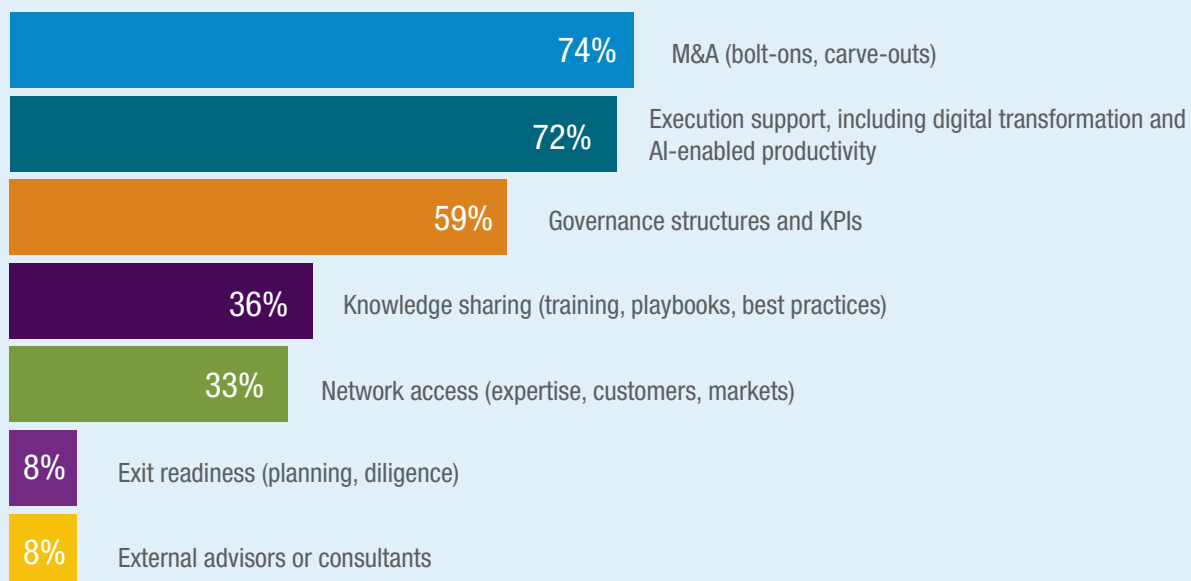 74%
M&A (bolt-ons, carve-outs)
72%
Execution support, including digital transformation and
AI-enabled productivity
59%
Governance structures and KPIs
36%
Knowledge sharing (training, playbooks, best practices)
33%
Network access (expertise, customers, markets)
8%
Exit readiness (planning, diligence)
8%
External advisors or consultants